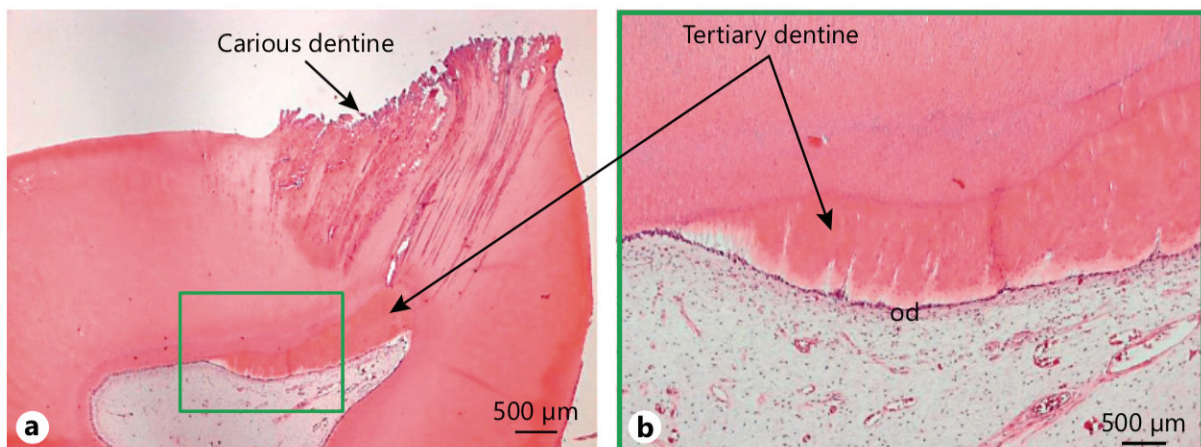 Carious dentine
Tertiary dentine
od
500 µm
a
500 µm
b